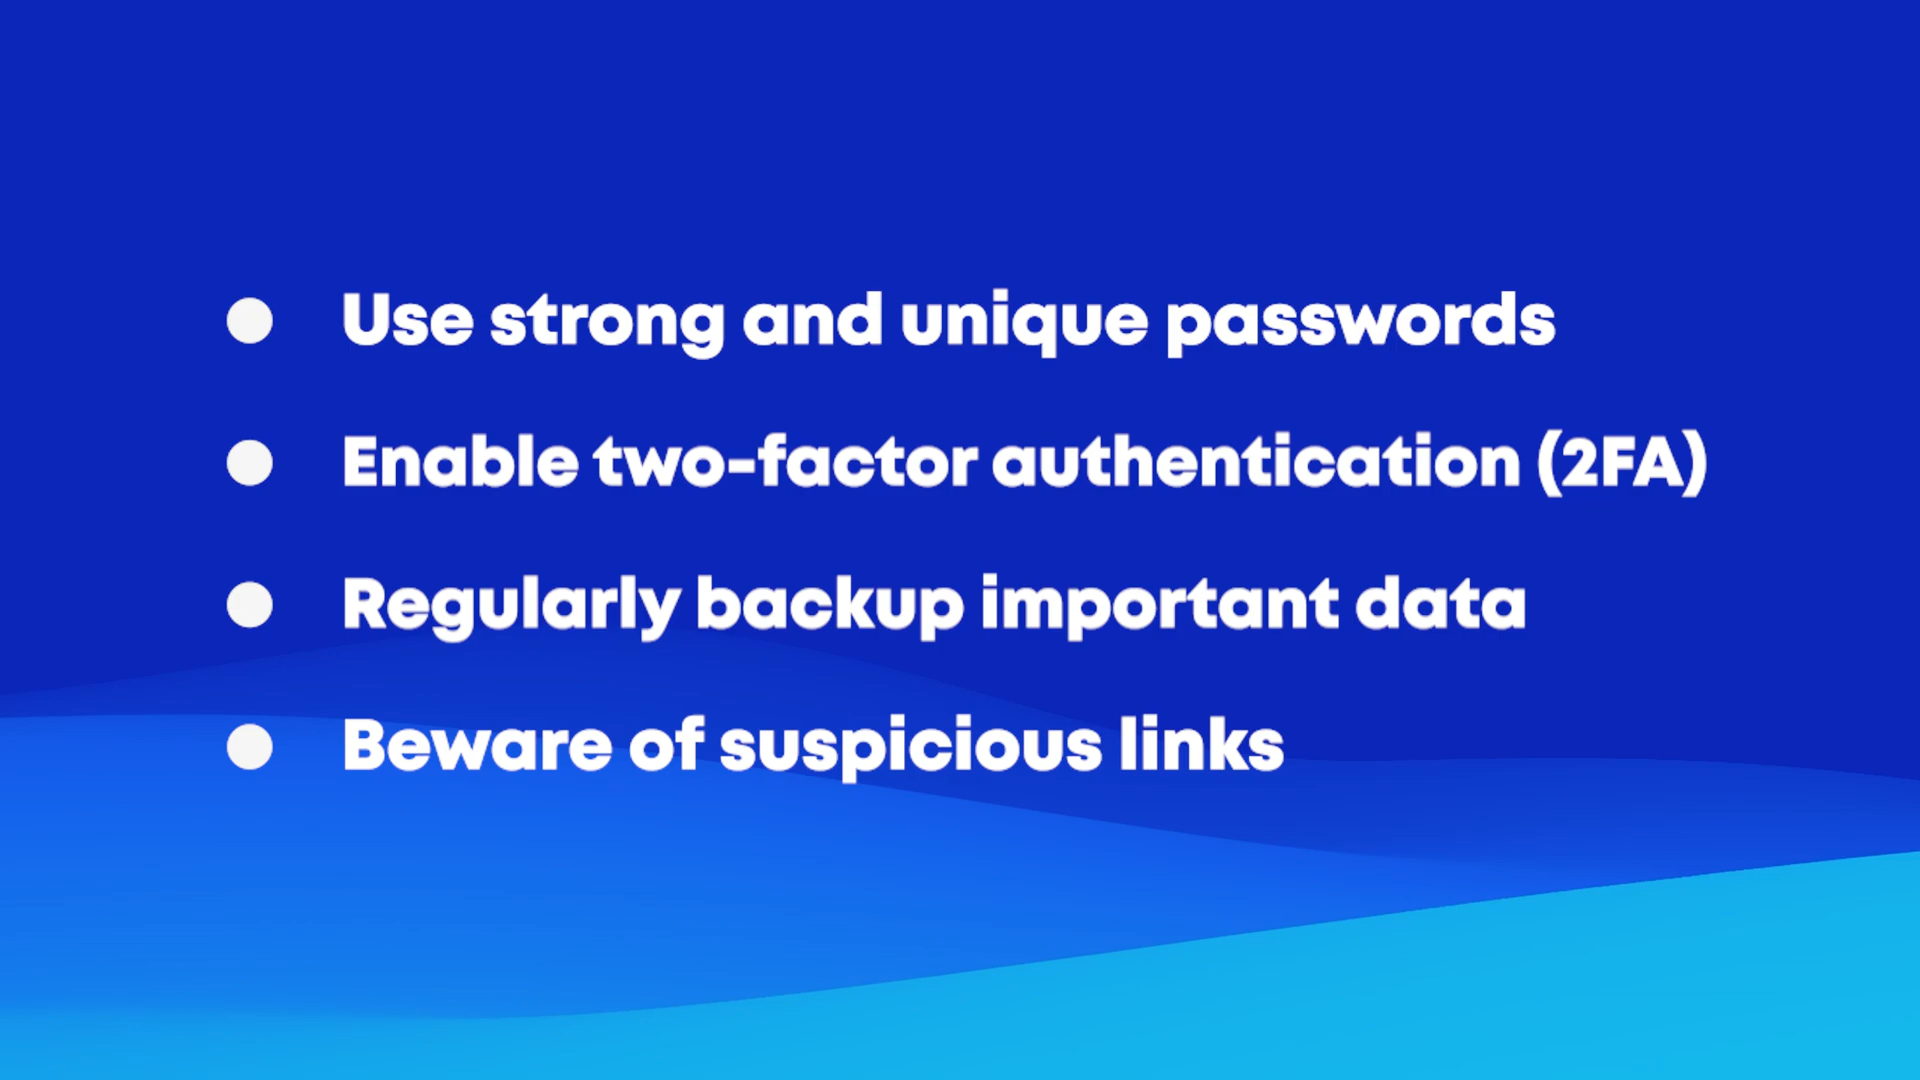 Use strong and unique passwords
Enable two-factor authentication (2FA)
Regularly backup important data
Beware of suspicious links